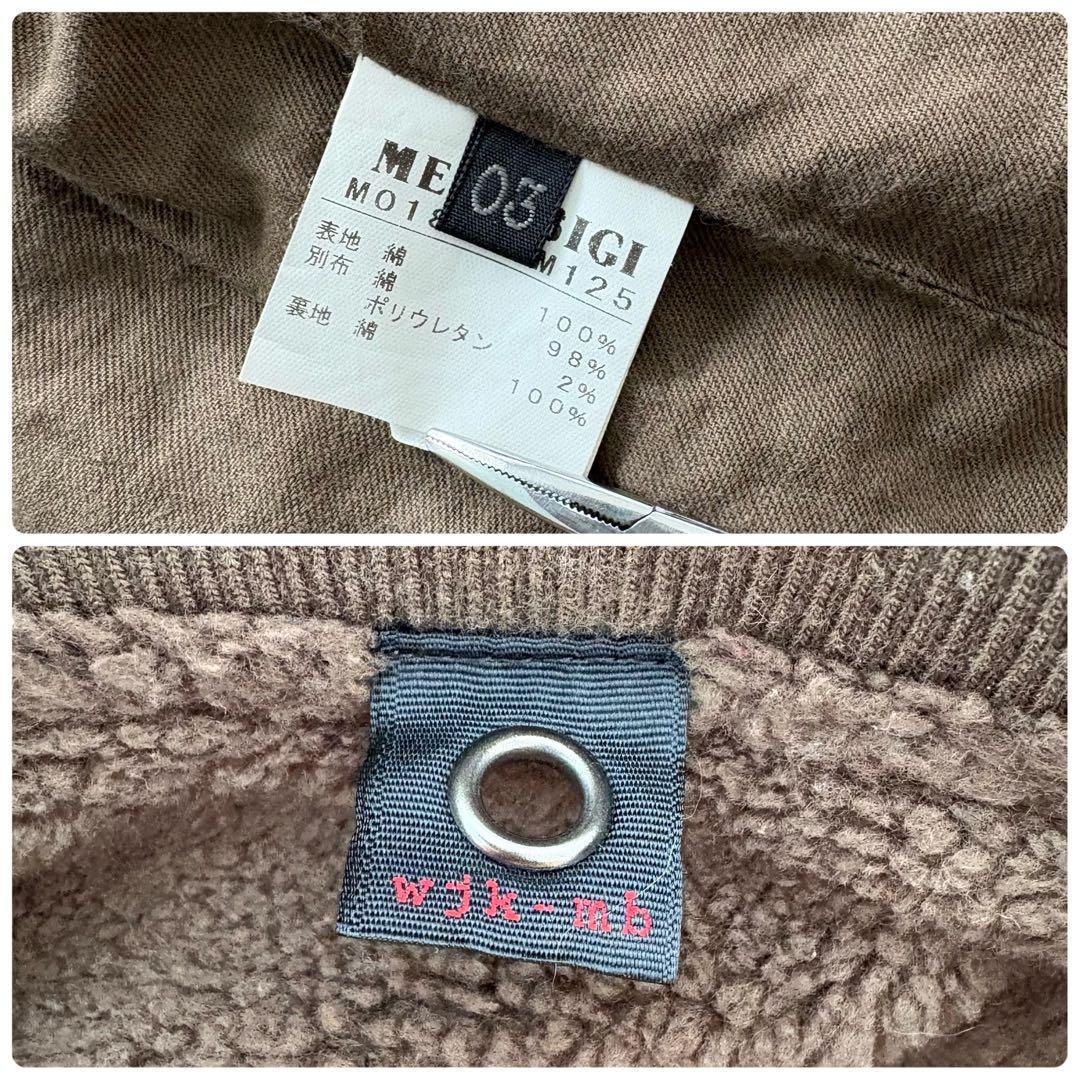 ME BIGI
03
M018 M125
表地 綿 100%
別布 綿 98%
ポリウレタン 2%
裏地 綿 100%
wjk-mb